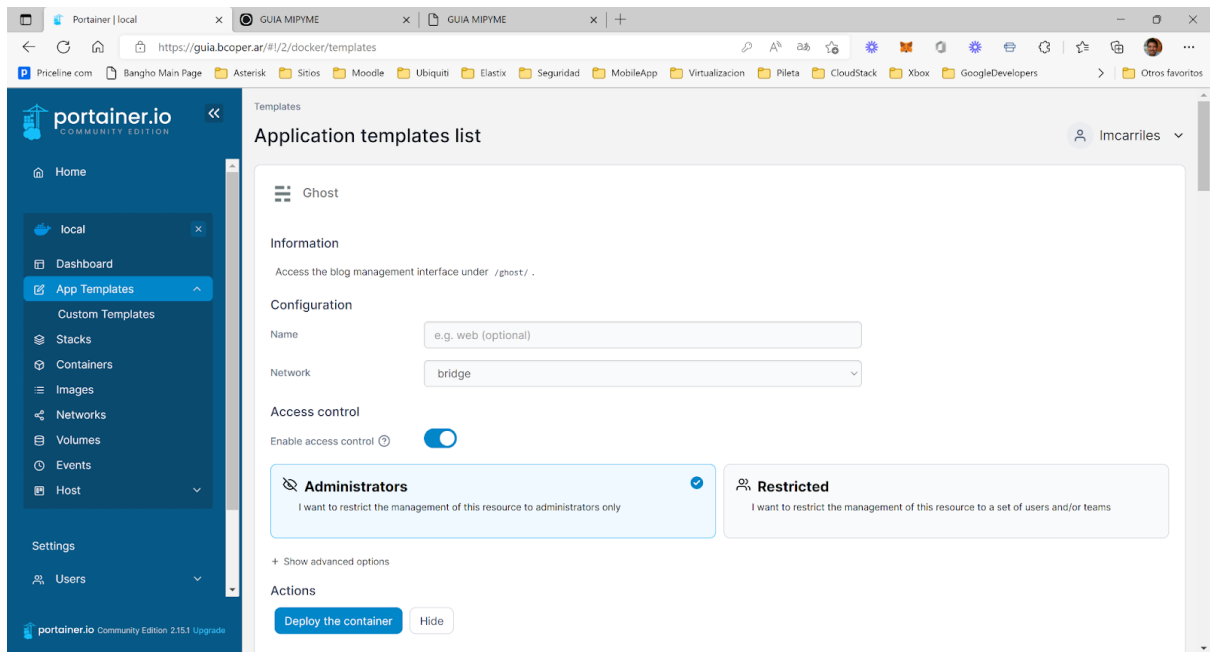 Portainer | local
GUIA MIPYME
GUIA MIPYME
https://guia.bcoper.ar/#!/2/docker/templates
Priceline com Bangho Main Page Asterisk Sitios Moodle Ubiquiti Elastix Seguridad MobileApp Virtualizacion Pileta CloudStack Xbox GoogleDevelopers Otros favoritos
portainer.io
COMMUNITY EDITION
Home
local
Dashboard
App Templates
Custom Templates
Stacks
Containers
Images
Networks
Volumes
Events
Host
Settings
Users
portainer.io Community Edition 2.15.1 Upgrade
Templates
Application templates list
lmcarriles
Ghost
Information
Access the blog management interface under /ghost/ .
Configuration
Name e.g. web (optional)
Network bridge
Access control
Enable access control
Administrators
I want to restrict the management of this resource to administrators only
Restricted
I want to restrict the management of this resource to a set of users and/or teams
+ Show advanced options
Actions
Deploy the container Hide